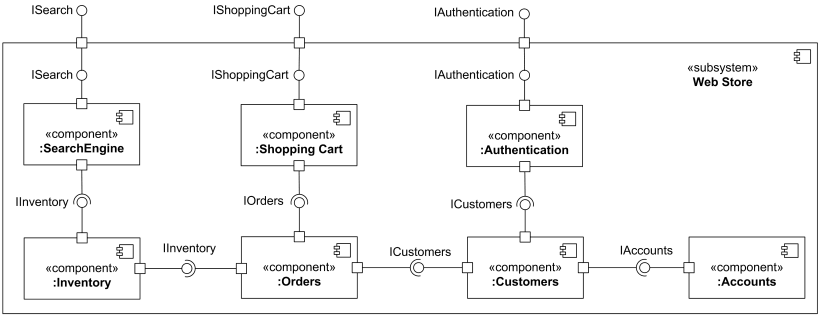 ISearch
IShoppingCart
IAuthentication
ISearch
IShoppingCart
IAuthentication
«subsystem»
Web Store
«component»
:SearchEngine
«component»
:Shopping Cart
«component»
:Authentication
IInventory
IOrders
ICustomers
IInventory
ICustomers
IAccounts
«component»
:Inventory
«component»
:Orders
«component»
:Customers
«component»
:Accounts